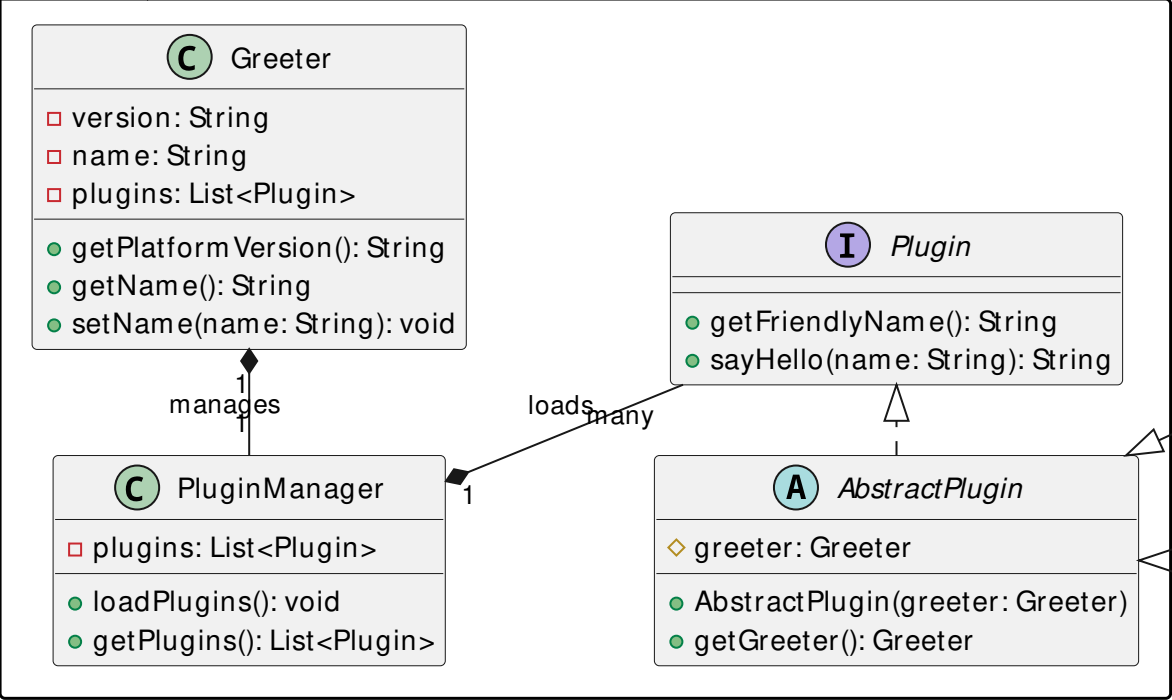 C Greeter
version: String
name: String
plugins: List<Plugin>
getPlatformVersion(): String
getName(): String
setName(name: String): void
1
manages
1
C PluginManager
plugins: List<Plugin>
loadPlugins(): void
getPlugins(): List<Plugin>
loads
many
1
I Plugin
getFriendlyName(): String
sayHello(name: String): String
A AbstractPlugin
greeter: Greeter
AbstractPlugin(greeter: Greeter)
getGreeter(): Greeter